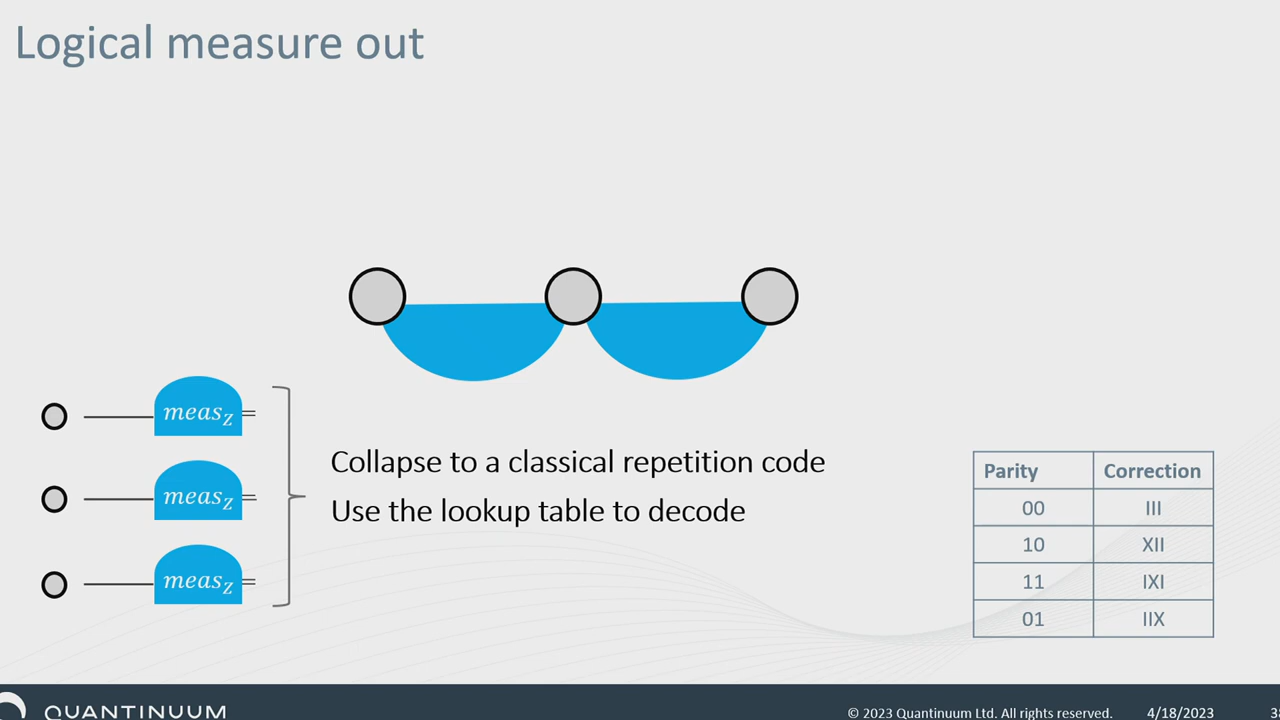 Logical measure out
meas_Z =
meas_Z =
meas_Z =
Collapse to a classical repetition code
Use the lookup table to decode
Parity Correction
00 III
10 XII
11 IXI
01 IIX
QUANTINUUM
© 2023 Quantinuum Ltd. All rights reserved. 4/18/2023